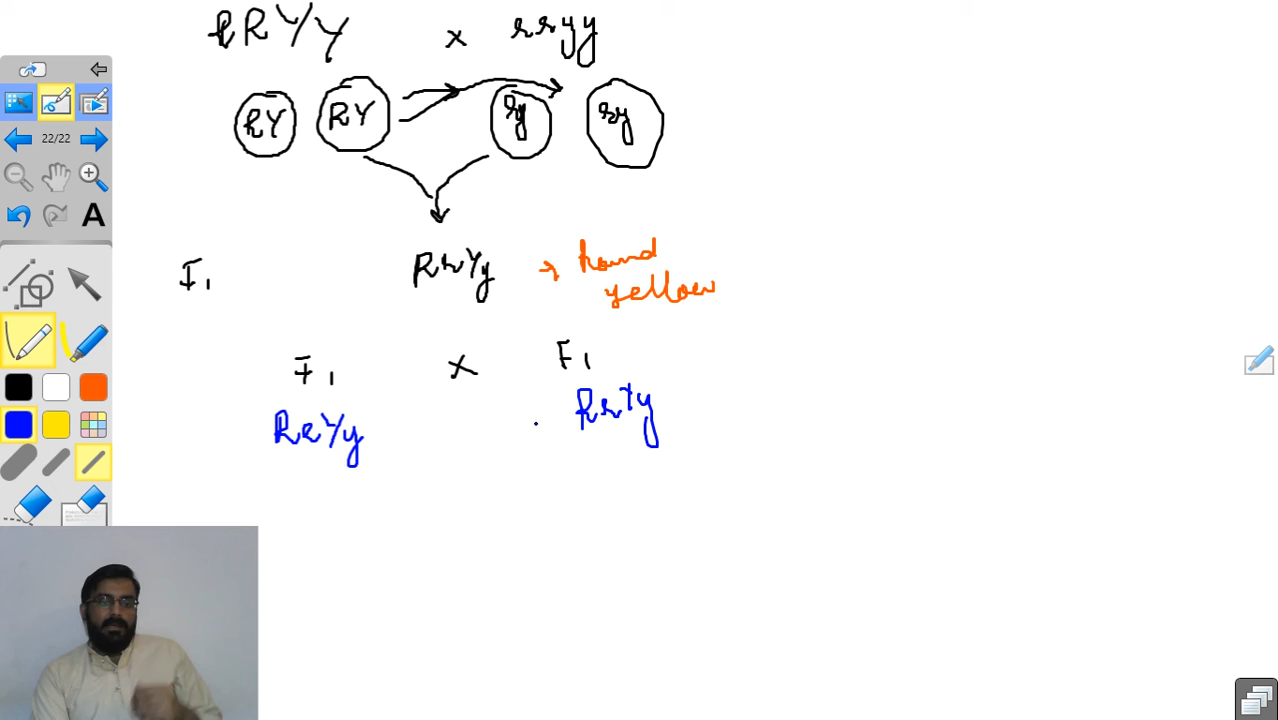 RRYY x rryy
RY RY ry ry
F1 RrYy → Round
yellow
F1 x F1
RrYy RrYy
22/22
A